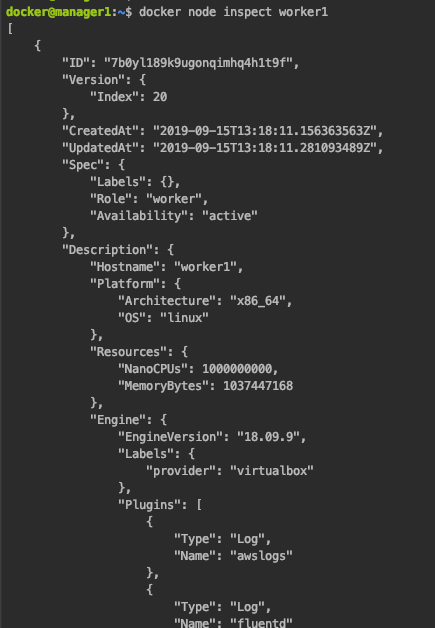 docker@manager1:~$ docker node inspect worker1
[
    {
        "ID": "7b0yl189k9ugonqimhq4h1t9f",
        "Version": {
            "Index": 20
        },
        "CreatedAt": "2019-09-15T13:18:11.156363563Z",
        "UpdatedAt": "2019-09-15T13:18:11.281093489Z",
        "Spec": {
            "Labels": {},
            "Role": "worker",
            "Availability": "active"
        },
        "Description": {
            "Hostname": "worker1",
            "Platform": {
                "Architecture": "x86_64",
                "OS": "linux"
            },
            "Resources": {
                "NanoCPUs": 1000000000,
                "MemoryBytes": 1037447168
            },
            "Engine": {
                "EngineVersion": "18.09.9",
                "Labels": {
                    "provider": "virtualbox"
                },
                "Plugins": [
                    {
                        "Type": "Log",
                        "Name": "awslogs"
                    },
                    {
                        "Type": "Log",
                        "Name": "fluentd"